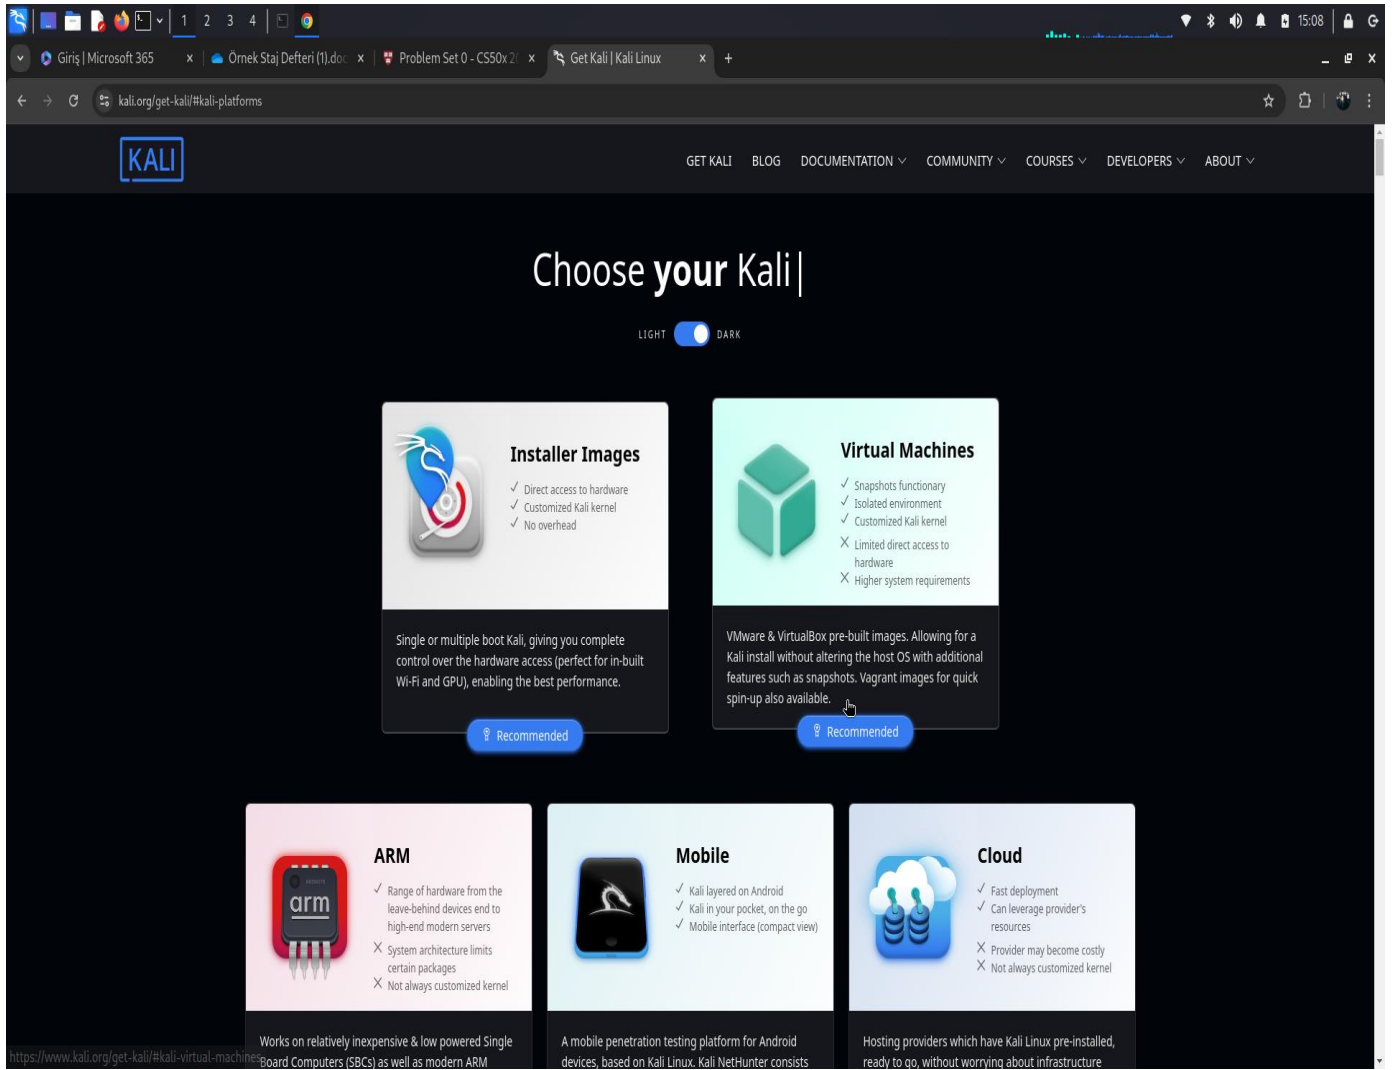 1 2 3 4
15:08
Giriş | Microsoft 365
Örnek Staj Defteri (1).doc
Problem Set 0 - CS50x 2
Get Kali | Kali Linux
kali.org/get-kali/#kali-platforms
KALI
GET KALI BLOG DOCUMENTATION COMMUNITY COURSES DEVELOPERS ABOUT
Choose your Kali|
LIGHT DARK
Installer Images
Direct access to hardware
Customized Kali kernel
No overhead
Single or multiple boot Kali, giving you complete
control over the hardware access (perfect for in-built
Wi-Fi and GPU), enabling the best performance.
Recommended
Virtual Machines
Snapshots functionary
Isolated environment
Customized Kali kernel
Limited direct access to
hardware
Higher system requirements
VMware & VirtualBox pre-built images. Allowing for a
Kali install without altering the host OS with additional
features such as snapshots. Vagrant images for quick
spin-up also available.
Recommended
ARM
Range of hardware from the
leave-behind devices end to
high-end modern servers
System architecture limits
certain packages
Not always customized kernel
arm
Works on relatively inexpensive & low powered Single
Board Computers (SBCs) as well as modern ARM
Mobile
Kali layered on Android
Kali in your pocket, on the go
Mobile interface (compact view)
A mobile penetration testing platform for Android
devices, based on Kali Linux. Kali NetHunter consists
Cloud
Fast deployment
Can leverage provider's
resources
Provider may become costly
Not always customized kernel
Hosting providers which have Kali Linux pre-installed,
ready to go, without worrying about infrastructure
https://www.kali.org/get-kali/#kali-virtual-machines